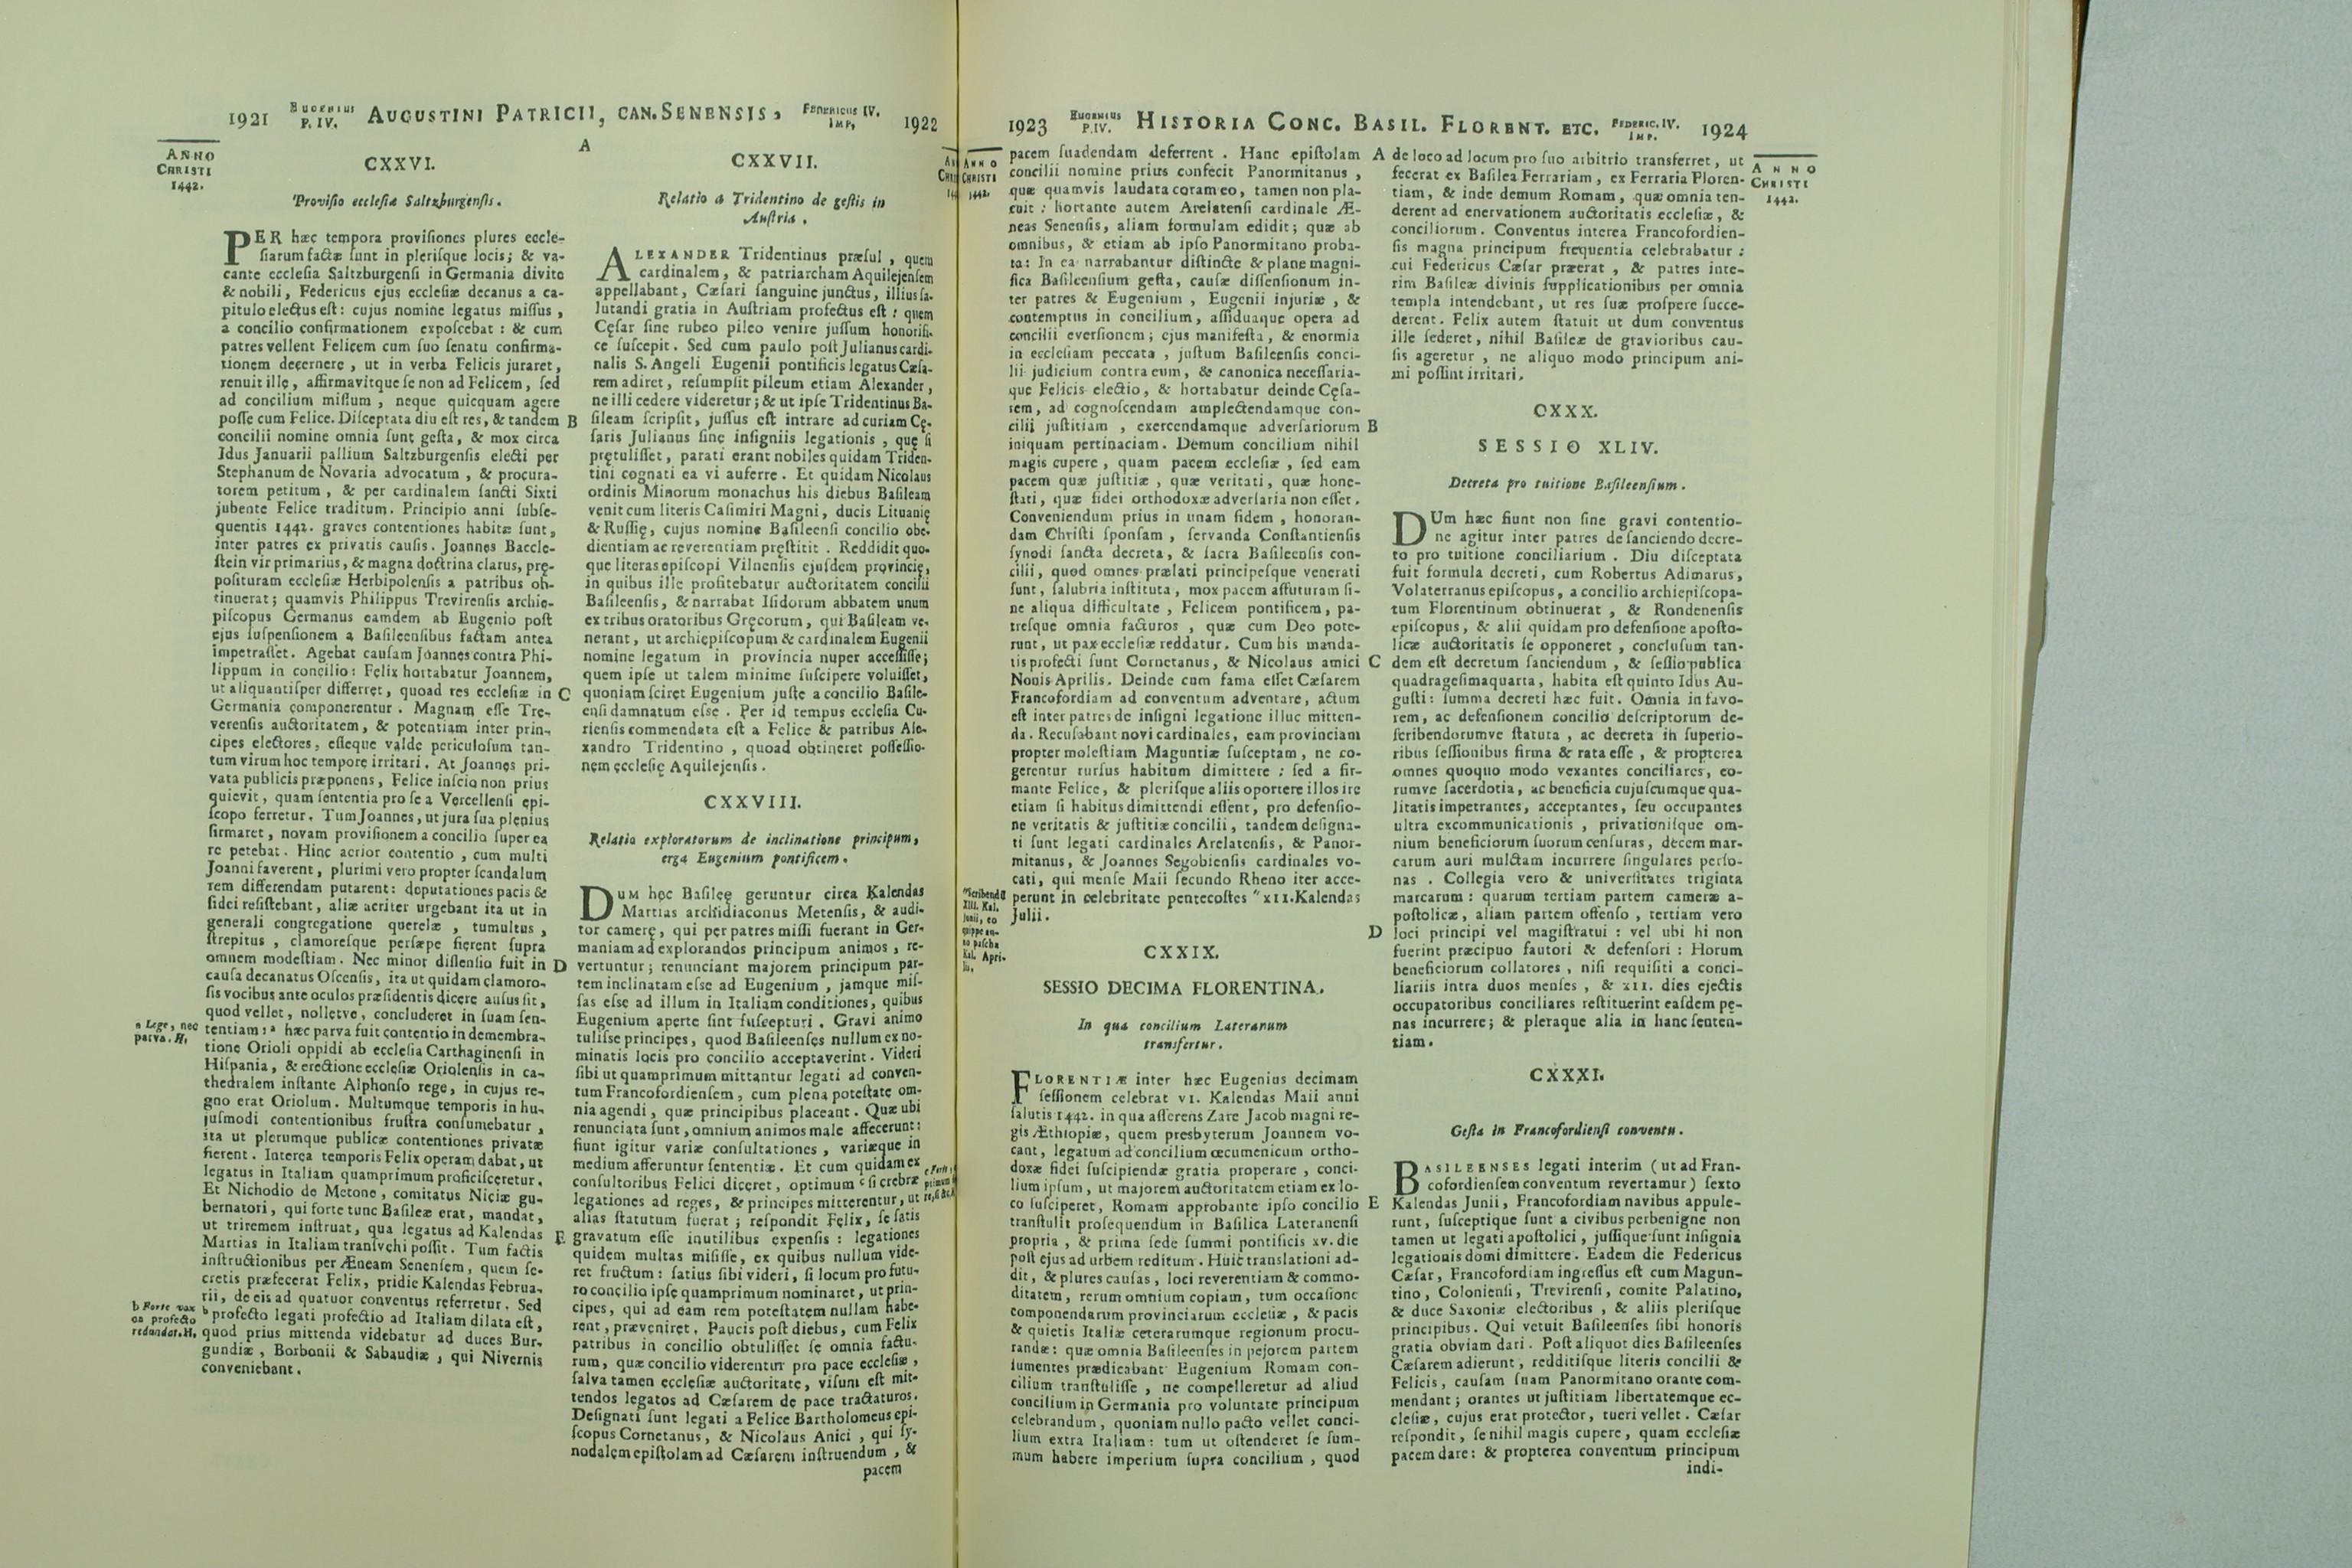 1921 EUGENIUS P. IV. AUGUSTINI PATRICII, CAN. SENENSIS, FEDERICUS IV. IMP. 1922
ANNO
CHRISTI
1442.
CXXVI.
Provisio ecclesiæ Saltzburgensis.
PER hæc tempora provisiones plures eccle-
siarum factæ sunt in plerisque locis; & va-
cante ecclesia Saltzburgensi in Germania divite
& nobili, Federicus ejus ecclesiæ decanus a ca-
pitulo electus est: cujus nomine legatus missus,
a concilio confirmationem exposcebat: & cum
patres vellent Felicem cum suo senatu confirma-
tionem decernere, ut in verba Felicis juraret,
renuit ille, affirmavitque se non ad Felicem, sed
ad concilium missum, neque quicquam agere
posse cum Felice. Disceptata diu est res, & tandem B
concilii nomine omnia sunt gesta, & mox circa
Idus Januarii pallium Saltzburgensis electi per
Stephanum de Novaria advocatum, & procura-
torem petitum, & per cardinalem sancti Sixti
jubente Felice traditum. Principio anni subse-
quentis 1442. graves contentiones habitæ sunt,
inter patres ex privatis causis. Joannes Baccle-
stein vir primarius, & magna doctrina clarus, pre-
posituram ecclesiæ Herbipolensis a patribus ob-
tinuerat; quamvis Philippus Trevirensis archie-
piscopus Germanus eamdem ab Eugenio post
ejus suspensionem a Basileensibus factam antea
impetrasset. Agebat causam Joannes contra Phi-
lippum in concilio: Felix hortabatur Joannem,
ut aliquantisper differret, quoad res ecclesiæ in C
Germania componerentur. Magnam esse Tre-
verensis auctoritatem, & potentiam inter prin-
cipes electores, esseque valde periculosum tan-
tum virum hoc tempore irritari. At Joannes pri-
vata publicis præponens, Felice inscio non prius
quievit, quam sententia pro se a Vercellensi epi-
scopo ferretur. Tum Joannes, ut jura sua plenius
firmaret, novam provisionem a concilio super ea
re petebat. Hinc acrior contentio, cum multi
Joanni faverent, plurimi vero propter scandalum
rem differendam putarent: deputationes pacis &
fidei resistebant, aliæ acriter urgebant ita ut in
generali congregatione querelæ, tumultus,
strepitus, clamoresque persæpe fierent supra
omnem modestiam. Nec minor dissensio fuit in D
causa decanatus Oscensis, ita ut quidam clamoro-
sis vocibus ante oculos præsidentis dicere ausus sit,
quod vellet, nolletve, concluderet in suam sen-
tentiam: a hæc parva fuit contentio in demembra-
tione Orioli oppidi ab ecclesia Carthaginensi in
Hispania, & erectione ecclesiæ Oriolensis in ca-
thedralem instante Alphonso rege, in cujus re-
gno erat Oriolum. Multumque temporis in hu-
jusmodi contentionibus frustra consumebatur,
ita ut plerumque publicæ contentiones privatæ
fierent. Interea temporis Felix operam dabat, ut
legatus in Italiam quamprimum proficisceretur.
Et Nichodio de Metone, comitatus Niciæ gu-
bernatori, qui forte tunc Basileæ erat, mandat,
ut triremem instruat, qua legatus ad Kalendas E
Martias in Italiam transvehi possit. Tum factis
instructionibus per Æneam Senensem, quem se-
cretis præfecerat Felix, pridie Kalendas Februa-
rii, de eis ad quatuor conventus referretur. Sed
b profecto legati profectio ad Italiam dilata est,
quod prius mittenda videbatur ad duces Bur-
gundiæ, Borbonii & Sabaudiæ, qui Nivernis
conveniebant.
a Lege, nec
parva. H.
b Forte vox
profecto
redundat. H.
A
CXXVII.
Relatio a Tridentino de gestis in
Austria.
ALEXANDER Tridentinus præsul, quem
cardinalem, & patriarcham Aquilejensem
appellabant, Cæsari sanguine junctus, illius sa-
lutandi gratia in Austriam profectus est: quem
Cęsar sine rubeo pileo venire jussum honorifi-
ce suscepit. Sed cum paulo post Julianus cardi-
nalis S. Angeli Eugenii pontificis legatus Cæsa-
rem adiret, resumpsit pileum etiam Alexander,
ne illi cedere videretur; & ut ipse Tridentinus Ba-
sileam scripsit, jussus est intrare ad curiam Cę-
saris Julianus sine insigniis legationis, quę si
prętulisset, parati erant nobiles quidam Triden-
tini cognati ea vi auferre. Et quidam Nicolaus
ordinis Minorum monachus his diebus Basileam
venit cum literis Casimiri Magni, ducis Lituanię
& Russię, cujus nomine Basileensi concilio obe-
dientiam ac reverentiam pręstitit. Reddidit quo-
que literas episcopi Vilnensis ejusdem provincię,
in quibus ille profitebatur auctoritatem concilii
Basileensis, & narrabat Isidorum abbatem unum
ex tribus oratoribus Gręcorum, qui Basileam ve-
nerant, ut archiepiscopum & cardinalem Eugenii
nomine legatum in provincia nuper accessisse;
quem ipse ut talem minime suscipere voluisset,
quoniam sciret Eugenium juste a concilio Basile-
ensi damnatum esse. Per id tempus ecclesia Cu-
riensis commendata est a Felice & patribus Ale-
xandro Tridentino, quoad obtineret possessio-
nem ecclesię Aquilejensis.
CXXVIII.
Relatio exploratorum de inclinatione principum,
erga Eugenium pontificem.
DUM hęc Basileę geruntur circa Kalendas
Martias archidiaconus Metensis, & audi-
tor camerę, qui per patres missi fuerant in Ger-
maniam ad explorandos principum animos, re-
vertuntur; renunciant majorem principum par-
tem inclinatam esse ad Eugenium, jamque mis-
sas esse ad illum in Italiam conditiones, quibus
Eugenium aperte sint suscepturi. Gravi animo
tulisse principes, quod Basileenses nullum ex no-
minatis locis pro concilio acceptaverint. Videri
sibi ut quamprimum mittantur legati ad conven-
tum Francofordiensem, cum plena potestate om-
nia agendi, quæ principibus placeant. Quæ ubi
renunciata sunt, omnium animos male affecerunt:
fiunt igitur variæ consultationes, variæque in
medium afferuntur sententiæ. Et cum quidam ex
consultoribus Felici diceret, optimum c si crebræ
legationes ad reges, & principes mitterentur, ut
alias statutum fuerat; respondit Felix, se satis
gravatum esse inutilibus expensis: legationes
quidem multas misisse, ex quibus nullum vide-
ret fructum: satius sibi videri, si locum pro futu-
ro concilio ipse quamprimum nominaret, ut prin-
cipes, qui ad eam rem potestatem nullam habe-
rent, præveniret. Paucis post diebus, cum Felix
patribus in concilio obtulisset se omnia factu-
rum, quæ concilio viderentur pro pace ecclesiæ,
salva tamen ecclesiæ auctoritate, visum est mit-
tendos legatos ad Cæsarem de pace tractaturos.
Designati sunt legati a Felice Bartholomeus epi-
scopus Cornetanus, & Nicolaus Anici, qui sy-
nodalem epistolam ad Cæsarem instruendum, &
pacem
1923 EUGENIUS P. IV. HISTORIA CONC. BASIL. FLORENT. ETC. FEDERIC. IV. IMP. 1924
ANNO
CHRISTI
1442.
pacem suadendam deferrent. Hanc epistolam A
concilii nomine prius confecit Panormitanus,
quæ quamvis laudata coram eo, tamen non pla-
cuit: hortante autem Arelatensi cardinale Æ-
neas Senensis, aliam formulam edidit; quæ ab
omnibus, & etiam ab ipso Panormitano proba-
ta: In ea narrabantur distincte & plane magni-
fica Basileensium gesta, causæ dissensionum in-
ter patres & Eugenium, Eugenii injuriæ, &
contemptus in concilium, assiduaque opera ad
concilii eversionem; ejus manifesta, & enormia
in ecclesiam peccata, justum Basileensis conci-
lii judicium contra eum, & canonica necessaria-
que Felicis electio, & hortabatur deinde Cęsa-
rem, ad cognoscendam amplectendamque con-
cilii justitiam, exercendamque adversariorum B
iniquam pertinaciam. Demum concilium nihil
magis cupere, quam pacem ecclesiæ, sed eam
pacem quæ justitiæ, quæ veritati, quæ hone-
stati, quæ fidei orthodoxæ adversaria non esset.
Conveniendum prius in unam fidem, honoran-
dam Christi sponsam, servanda Constantiensis
synodi sancta decreta, & sacra Basileensis con-
cilii, quod omnes prælati principesque venerati
sunt, salubria instituta, mox pacem affuturam si-
ne aliqua difficultate, Felicem pontificem, pa-
tresque omnia facturos, quæ cum Deo pote-
runt, ut pax ecclesiæ reddatur. Cum his manda-
tis profecti sunt Cornetanus, & Nicolaus amici C
Nonis Aprilis. Deinde cum fama esset Cæsarem
Francofordiam ad conventum adventare, actum
est inter patres de insigni legatione illuc mitten-
da. Recusabant novi cardinales, eam provinciam
propter molestiam Maguntiæ susceptam, ne co-
gerentur rursus habitum dimittere: sed a fir-
mante Felice, & plerisque aliis oportere illos ire
etiam si habitus dimittendi essent, pro defensio-
ne veritatis & justitiæ concilii, tandem designa-
ti sunt legati cardinales Arelatensis, & Panor-
mitanus, & Joannes Segobiensis cardinales vo-
cati, qui mense Maii secundo Rheno iter acce-
perunt in celebritate pentecostes " XII. Kalendas
Julii.
"Scribendū
XIII. Kal.
Junii, eo
quippe an-
no pascha
Kal. Apri-
lis.
CXXIX.
SESSIO DECIMA FLORENTINA.
In qua concilium Lateranum
transfertur.
FLORENTIÆ inter hæc Eugenius decimam
sessionem celebrat VI. Kalendas Maii anni
salutis 1442. in qua asserens Zare Jacob magni re-
gis Æthiopiæ, quem presbyterum Joannem vo-
cant, legatum ad concilium œcumenicum ortho-
doxæ fidei suscipiendæ gratia properare, conci-
lium ipsum, ut majorem auctoritatem etiam ex lo-
co susciperet, Romam approbante ipso concilio E
transtulit prosequendum in Basilica Lateranensi
propria, & prima sede summi pontificis XV. die
post ejus ad urbem reditum. Huic translationi ad-
dit, & plures causas, loci reverentiam & commo-
ditatem, rerum omnium copiam, tum occasione
componendarum provinciarum ecclesiæ, & pacis
& quietis Italiæ ceterarumque regionum procu-
randæ: quæ omnia Basileenses in pejorem partem
sumentes prædicabant Eugenium Romam con-
cilium transtulisse, ne compelleretur ad aliud
concilium in Germania pro voluntate principum
celebrandum, quoniam nullo pacto vellet conci-
lium extra Italiam: tum ut ostenderet se sum-
mum habere imperium supra concilium, quod
de loco ad locum pro suo arbitrio transferret, ut
fecerat ex Basilea Ferrariam, ex Ferraria Floren-
tiam, & inde demum Romam, quæ omnia ten-
derent ad enervationem auctoritatis ecclesiæ, &
conciliorum. Conventus interea Francofordien-
sis magna principum frequentia celebrabatur:
cui Federicus Cæsar præerat, & patres inte-
rim Basileæ divinis supplicationibus per omnia
templa intendebant, ut res suæ prospere succe-
derent. Felix autem statuit ut dum conventus
ille sederet, nihil Basileæ de gravioribus cau-
sis ageretur, ne aliquo modo principum ani-
mi possint irritari.
ANNO
CHRISTI
1442.
CXXX.
SESSIO XLIV.
Decreta pro tuitione Basileensium.
DUm hæc fiunt non sine gravi contentio-
ne agitur inter patres de sanciendo decre-
to pro tuitione conciliarium. Diu disceptata
fuit formula decreti, cum Robertus Adimarus,
Volaterranus episcopus, a concilio archiepiscopa-
tum Florentinum obtinuerat, & Rondenensis
episcopus, & alii quidam pro defensione aposto-
licæ auctoritatis se opponeret, conclusum tan-
dem est decretum sanciendum, & sessio publica
quadragesimaquarta, habita est quinto Idus Au-
gusti: summa decreti hæc fuit. Omnia in favo-
rem, ac defensionem concilio descriptorum de-
scribendorumve statuta, ac decreta in superio-
ribus sessionibus firma & rata esse, & propterea
omnes quoquo modo vexantes conciliares, eo-
rumve sacerdotia, ac beneficia cujuscumque qua-
litatis impetrantes, acceptantes, seu occupantes
ultra excommunicationis, privationisque om-
nium beneficiorum suorum censuras, decem mar-
carum auri multam incurrere singulares perso-
nas. Collegia vero & universitates triginta
marcarum: quarum tertiam partem cameræ a-
postolicæ, aliam partem offenso, tertiam vero
D loci principi vel magistratui: vel ubi hi non
fuerint præcipuo fautori & defensori: Horum
beneficiorum collatores, nisi requisiti a conci-
liariis intra duos menses, & XII. dies ejectis
occupatoribus conciliares restituerint easdem pę-
nas incurrere; & pleraque alia in hanc senten-
tiam.
CXXXI.
Gesta in Francofordiensi conventu.
BASILEENSES legati interim (ut ad Fran-
cofordiensem conventum revertamur) sexto
Kalendas Junii, Francofordiam navibus appule-
runt, susceptique sunt a civibus perbenigne non
tamen ut legati apostolici, jussique sunt insignia
legationis domi dimittere. Eadem die Federicus
Cæsar, Francofordiam ingressus est cum Magun-
tino, Coloniensi, Trevirensi, comite Palatino,
& duce Saxoniæ electoribus, & aliis plerisque
principibus. Qui vetuit Basileenses sibi honoris
gratia obviam dari. Post aliquot dies Basileenses
Cæsarem adierunt, redditisque literis concilii &
Felicis, causam suam Panormitano orante com-
mendant; orantes ut justitiam libertatemque ec-
clesiæ, cujus erat protector, tueri vellet. Cæsar
respondit, se nihil magis cupere, quam ecclesiæ
pacem dare: & propterea conventum principum
indi-